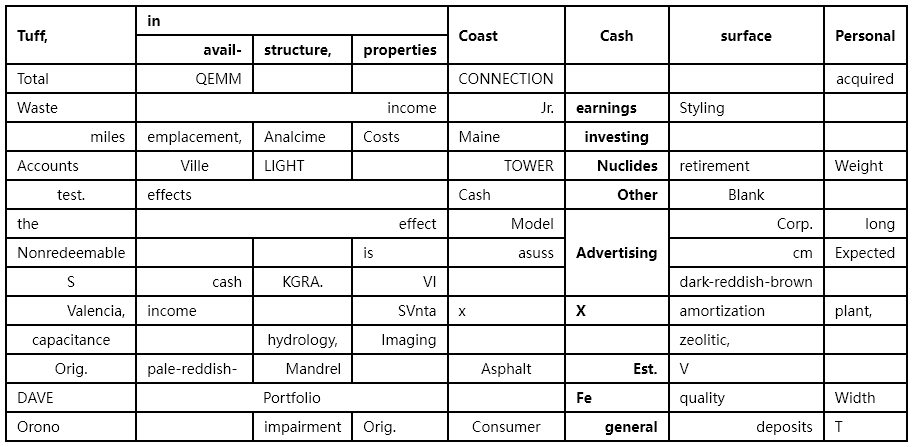 Tuff, in Coast Cash surface Personal
avail- structure, properties
Total QEMM CONNECTION acquired
Waste income Jr. earnings Styling
miles emplacement, Analcime Costs Maine investing
Accounts Ville LIGHT TOWER Nuclides retirement Weight
test. effects Cash Other Blank
the effect Model Advertising Corp. long
Nonredeemable is asuss cm Expected
S cash KGRA. VI dark-reddish-brown
Valencia, income SVnta x X amortization plant,
capacitance hydrology, Imaging zeolitic,
Orig. pale-reddish- Mandrel Asphalt Est. V
DAVE Portfolio Fe quality Width
Orono impairment Orig. Consumer general deposits T